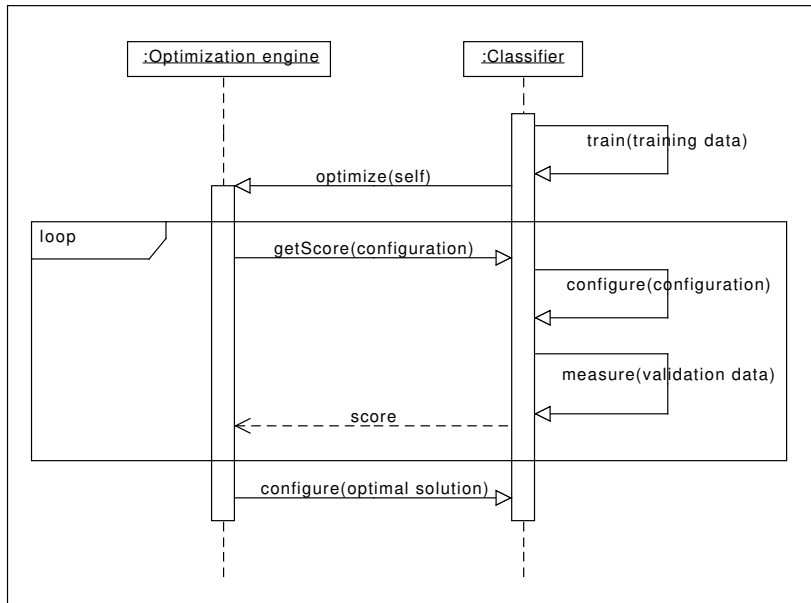 :Optimization engine
:Classifier
train(training data)
optimize(self)
loop
getScore(configuration)
configure(configuration)
measure(validation data)
score
configure(optimal solution)